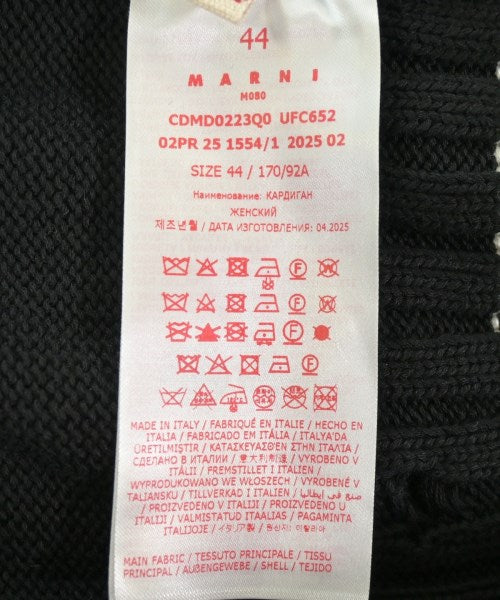 44
MARNI
M080
CDMD0223Q0 UFC652
02PR 25 1554/1 2025 02
SIZE 44 / 170/92A
Наименование: КАРДИГАН
ЖЕНСКИЙ
제조년월 / ДАТА ИЗГОТОВЛЕНИЯ: 04.2025
MADE IN ITALY / FABRIQUÉ EN ITALIE / HECHO EN
ITALIA / FABRICADO EM ITÁLIA / ITALYA'DA
ÜRETILMISTIR / ΚΑΤΑΣΚΕΥΑΖΕΤΑΙ ΣΤΗΝ ΙΤΑΛΙΑ /
СДЕЛАНО В ИТАЛИИ / 意大利制造 / VYROBENO V
ITÁLII / FREMSTILLET I ITALIEN /
WYPRODUKOWANO WE WŁOSZECH / VYROBENÉ V
TALIANSKU / TILLVERKAD I ITALIEN / صنع في إيطاليا
/ PROIZVEDENO V ITALIJI / PROIZVEDENO U
ITALIJI / VALMISTATUD ITAALIAS / PAGAMINTA
ITALIJOJE / イタリア製 / 원산지: 이탈리아
MAIN FABRIC / TESSUTO PRINCIPALE / TISSU
PRINCIPAL / AUßENGEWEBE / SHELL / TEJIDO